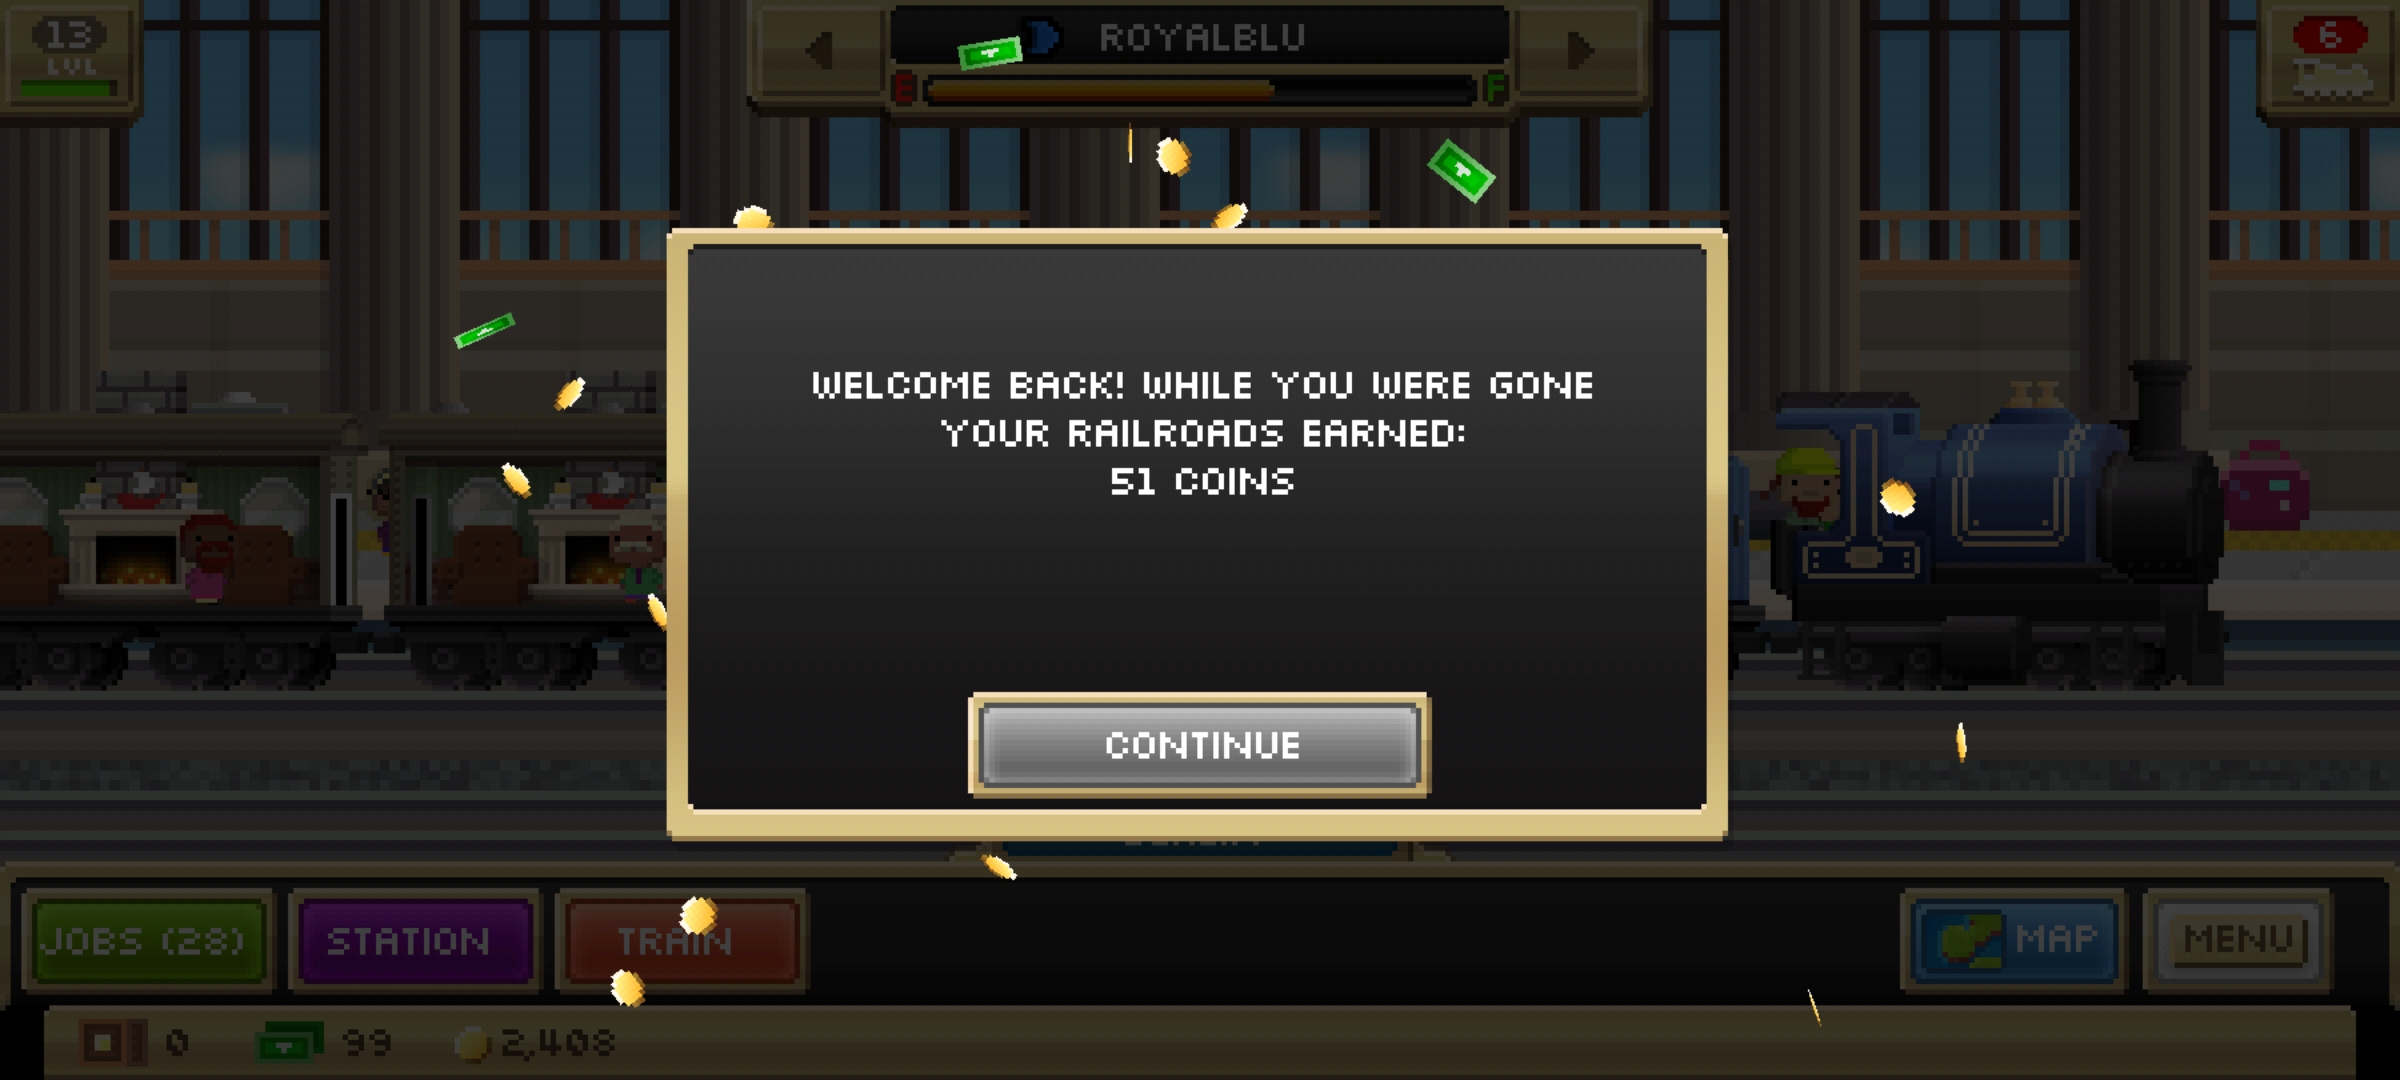 13
LVL
ROYALBLU
E F
6
WELCOME BACK! WHILE YOU WERE GONE
YOUR RAILROADS EARNED:
51 COINS
CONTINUE
JOBS (28)
STATION
TRAIN
MAP
MENU
0
99
2,408